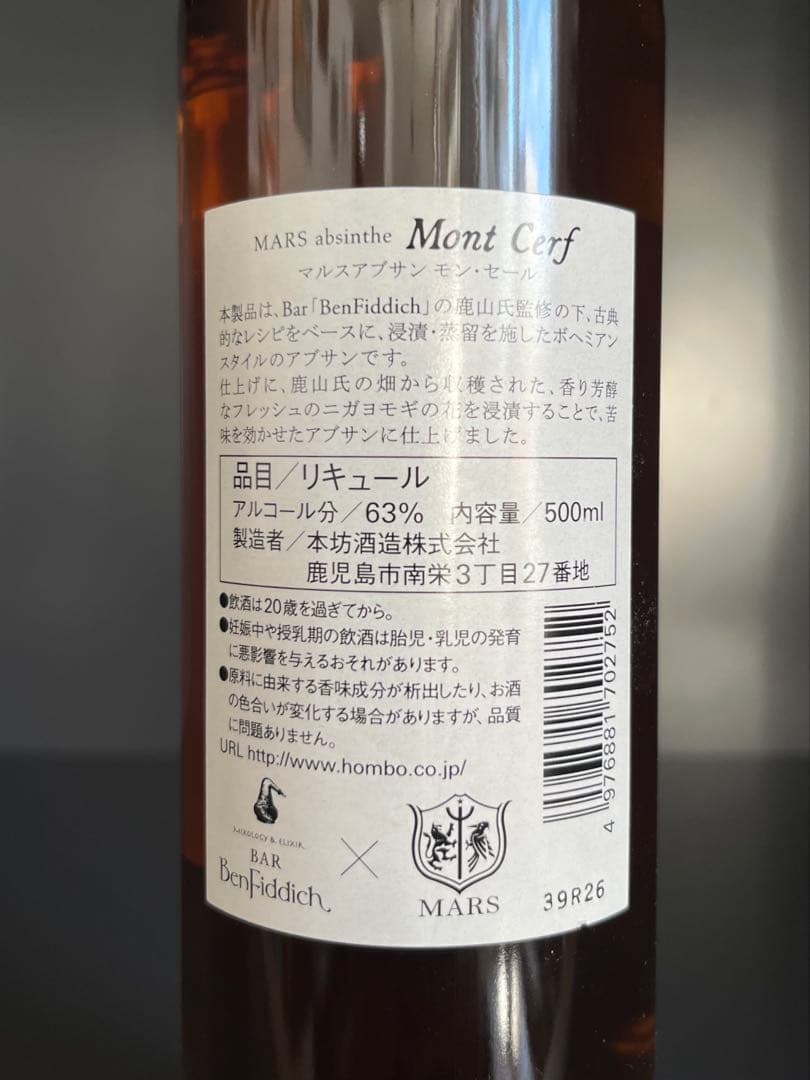 MARS absinthe Mont Cerf
マルスアブサン モン・セール
本製品は、Bar「BenFiddich」の鹿山氏監修の下、古典
的なレシピをベースに、浸漬・蒸留を施したボヘミアン
スタイルのアブサンです。
仕上げに、鹿山氏の畑から収穫された、香り芳醇
なフレッシュのニガヨモギの花を浸漬することで、苦
味を効かせたアブサンに仕上げました。
品目／リキュール
アルコール分／63% 内容量／500ml
製造者／本坊酒造株式会社
鹿児島市南栄3丁目27番地
●飲酒は20歳を過ぎてから。
●妊娠中や授乳期の飲酒は胎児・乳児の発育
に悪影響を与えるおそれがあります。
●原料に由来する香味成分が析出したり、お酒
の色合いが変化する場合がありますが、品質
に問題ありません。
URL http://www.hombo.co.jp/
4 976881 702752
MIXOLOGY & ELIXIR
BAR
BenFiddich
×
MARS
39R26